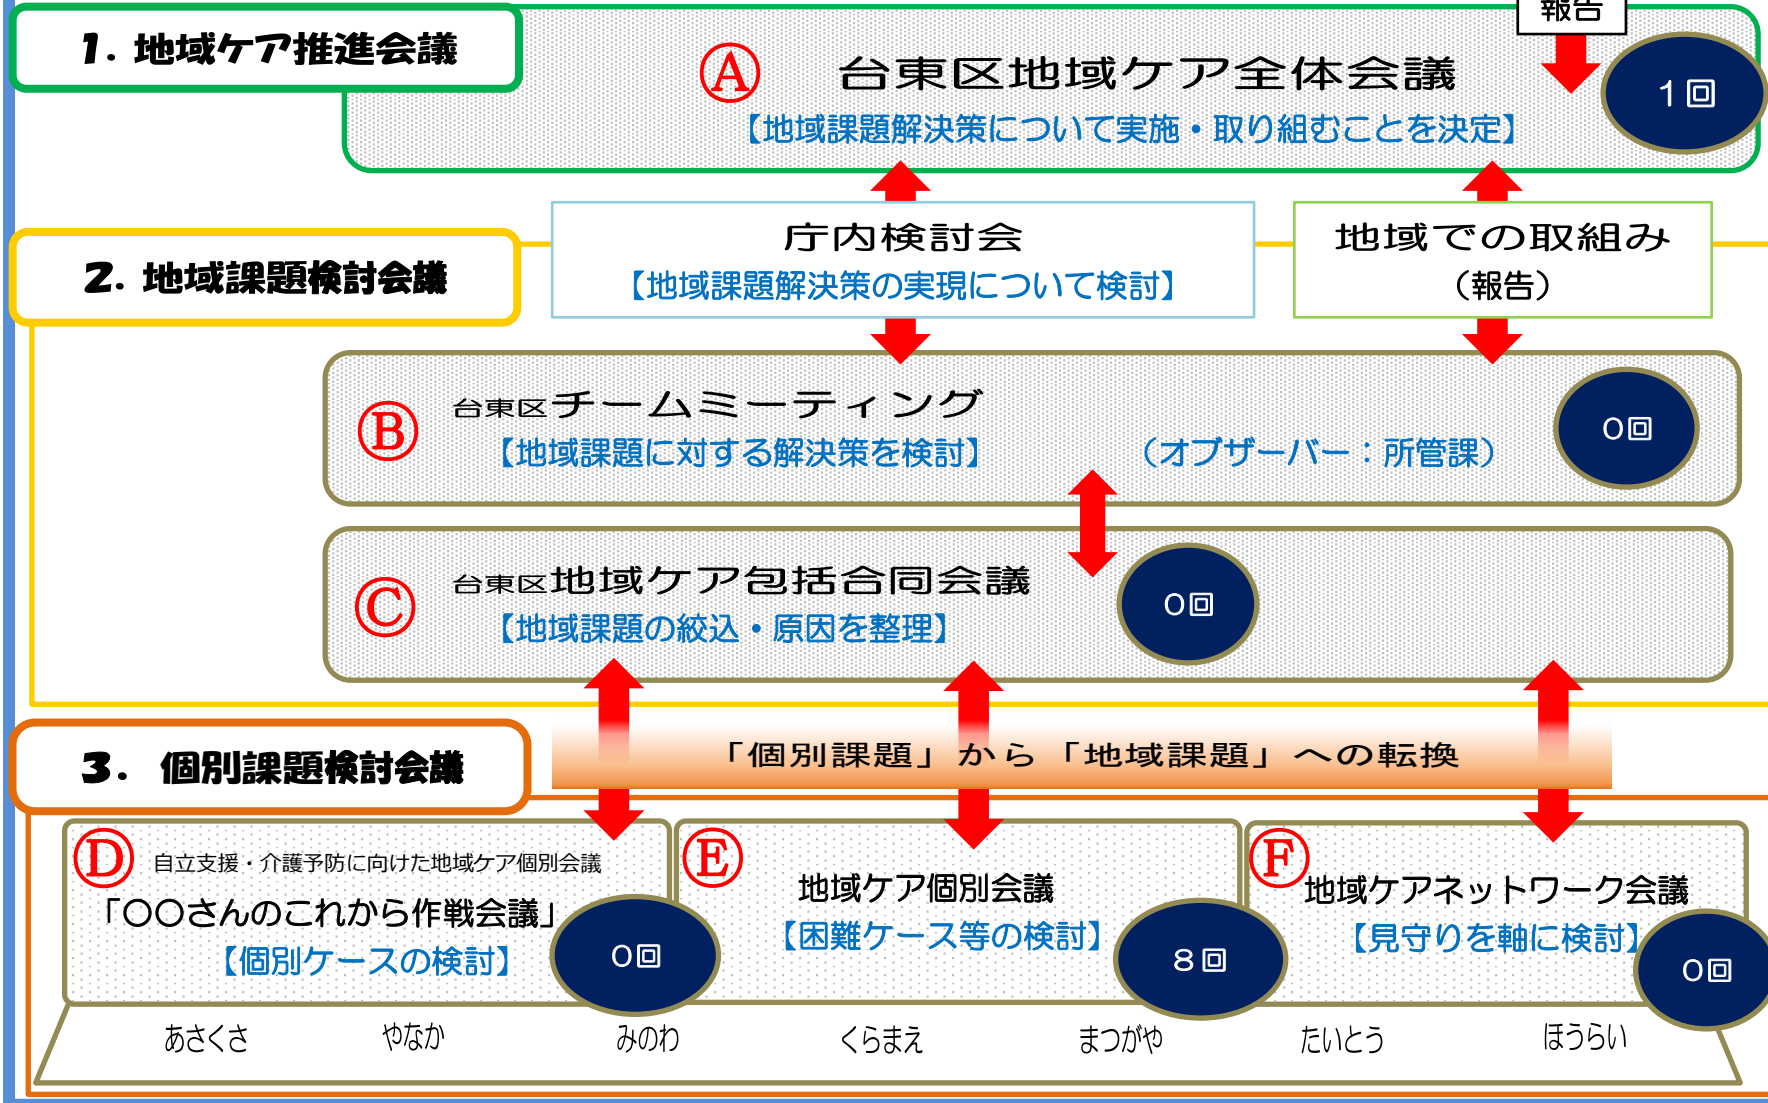 報告
1. 地域ケア推進会議
Ⓐ 台東区地域ケア全体会議
1回
【地域課題解決策について実施・取り組むことを決定】
庁内検討会
【地域課題解決策の実現について検討】
地域での取組み
（報告）
2. 地域課題検討会議
Ⓑ 台東区チームミーティング
【地域課題に対する解決策を検討】 （オブザーバー：所管課）
0回
Ⓒ 台東区地域ケア包括合同会議
【地域課題の絞込・原因を整理】
0回
3. 個別課題検討会議
「個別課題」から「地域課題」への転換
Ⓓ 自立支援・介護予防に向けた地域ケア個別会議
「〇〇さんのこれから作戦会議」
【個別ケースの検討】
0回
Ⓔ 地域ケア個別会議
【困難ケース等の検討】
8回
Ⓕ 地域ケアネットワーク会議
【見守りを軸に検討】
0回
あさくさ やなか みのわ くらまえ まつがや たいとう ほうらい